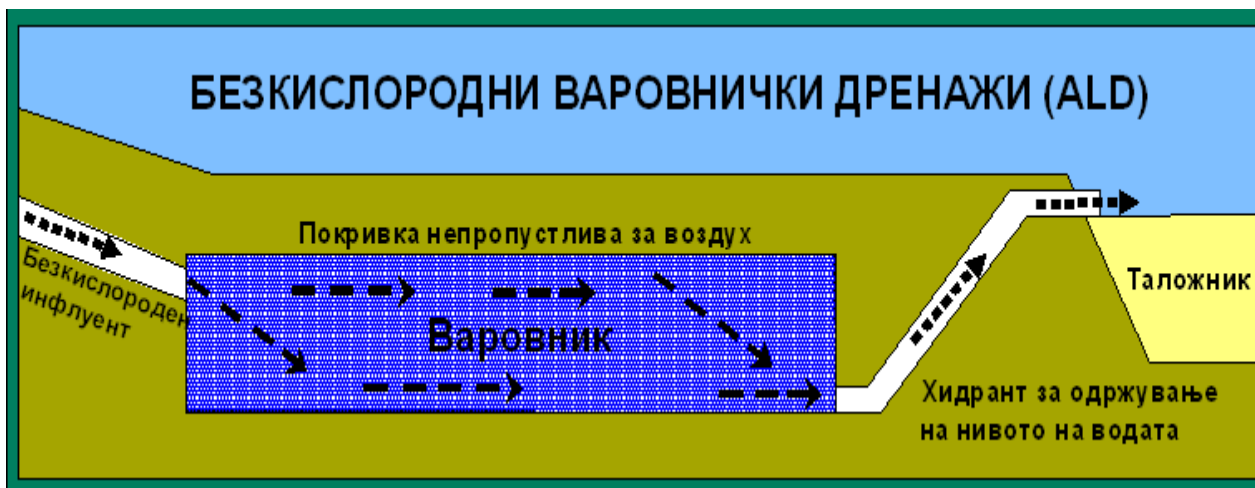 БЕЗКИСЛОРОДНИ ВАРОВНИЧКИ ДРЕНАЖИ (ALD)
Покривка непропустлива за воздух
Безкислороден
инфлуент
Варовник
Таложник
Хидрант за одржување
на нивото на водата